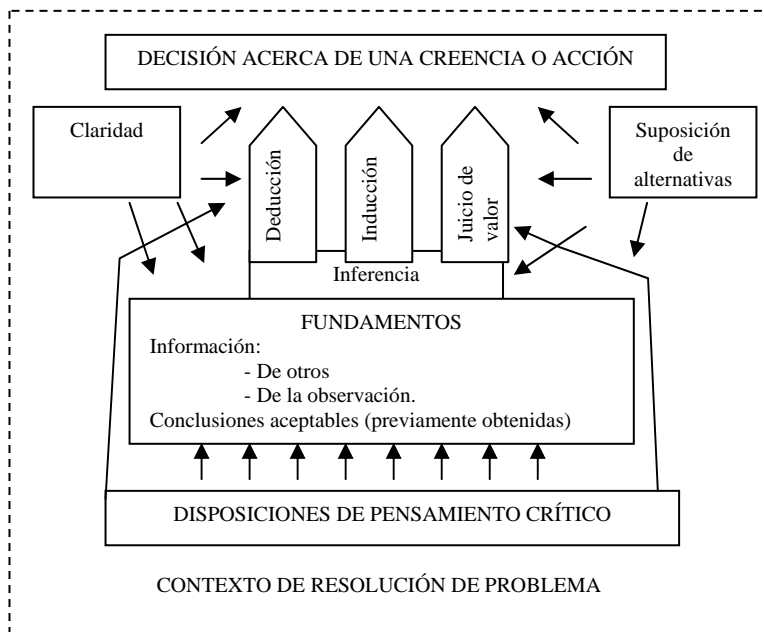 DECISIÓN ACERCA DE UNA CREENCIA O ACCIÓN
Claridad
Deducción
Inducción
Juicio de
valor
Suposición
de
alternativas
Inferencia
FUNDAMENTOS
Información:
- De otros
- De la observación.
Conclusiones aceptables (previamente obtenidas)
DISPOSICIONES DE PENSAMIENTO CRÍTICO
CONTEXTO DE RESOLUCIÓN DE PROBLEMA